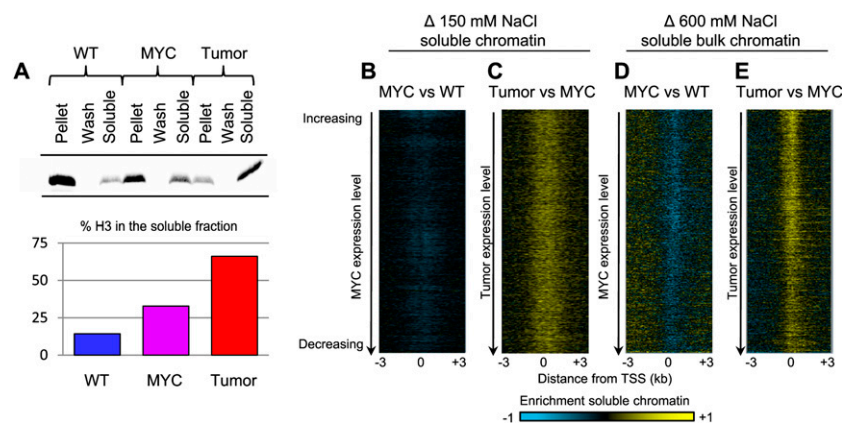 Δ 150 mM NaCl
soluble chromatin
Δ 600 mM NaCl
soluble bulk chromatin
A
WT
MYC
Tumor
Pellet
Wash
Soluble
Pellet
Wash
Soluble
Pellet
Wash
Soluble
% H3 in the soluble fraction
75
50
25
0
WT
MYC
Tumor
B
MYC vs WT
C
Tumor vs MYC
D
MYC vs WT
E
Tumor vs MYC
Increasing
Decreasing
MYC expression level
Tumor expression level
MYC expression level
Tumor expression level
-3 0 +3
-3 0 +3
-3 0 +3
-3 0 +3
Distance from TSS (kb)
Enrichment soluble chromatin
-1 +1